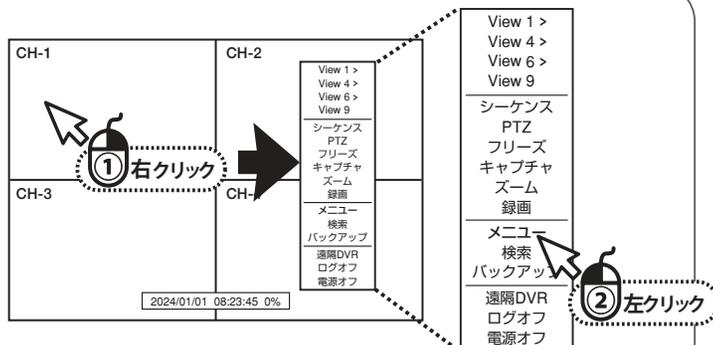 CH-1
CH-2
① 右クリック
CH-3
CH-
View 1 >
View 4 >
View 6 >
View 9
シーケンス
PTZ
フリーズ
キャプチャ
ズーム
録画
メニュー
検索
バックアップ
遠隔DVR
ログオフ
電源オフ
2024/01/01 08:23:45 0%
View 1 >
View 4 >
View 6 >
View 9
シーケンス
PTZ
フリーズ
キャプチャ
ズーム
録画
メニュー
検索
バックアップ
遠隔DVR
ログオフ
電源オフ
② 左クリック